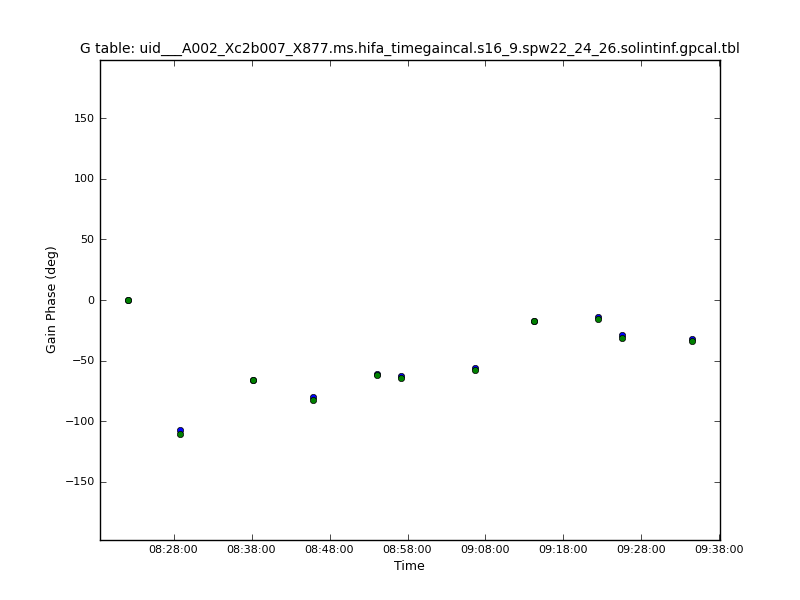 G table: uid___A002_Xc2b007_X877.ms.hifa_timegaincal.s16_9.spw22_24_26.solintinf.gpcal.tbl
Gain Phase (deg)
150
100
50
0
−50
−100
−150
08:28:00 08:38:00 08:48:00 08:58:00 09:08:00 09:18:00 09:28:00 09:38:00
Time